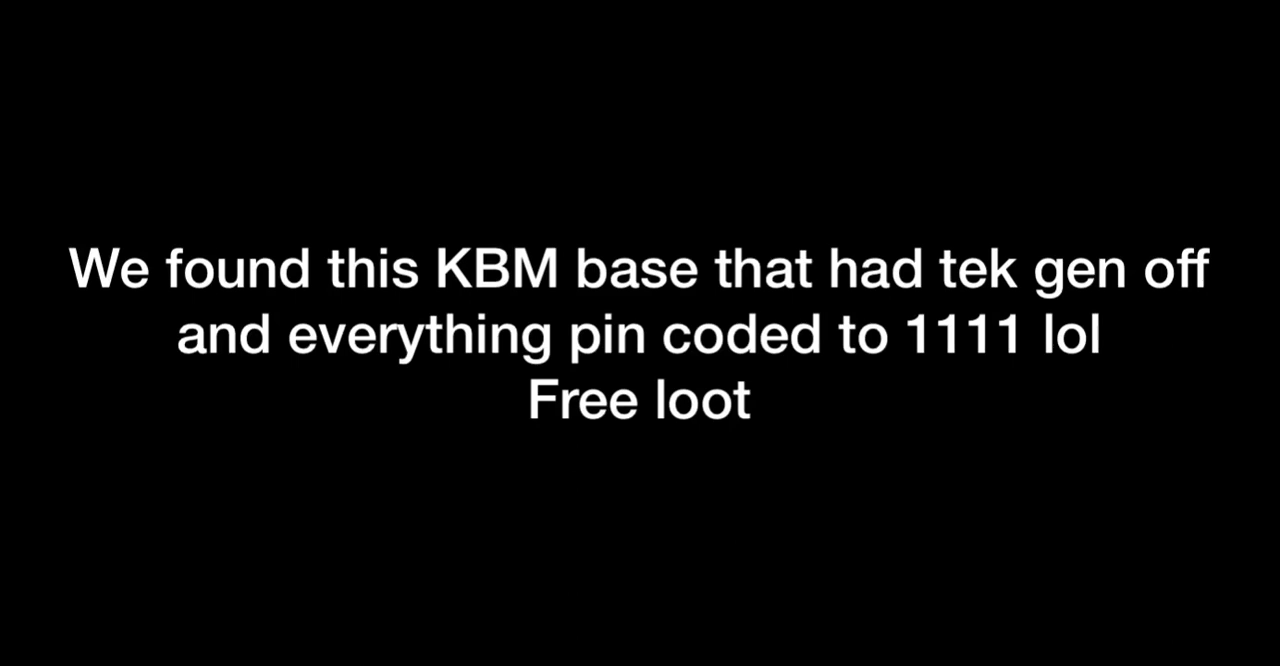 We found this KBM base that had tek gen off
and everything pin coded to 1111 lol
Free loot